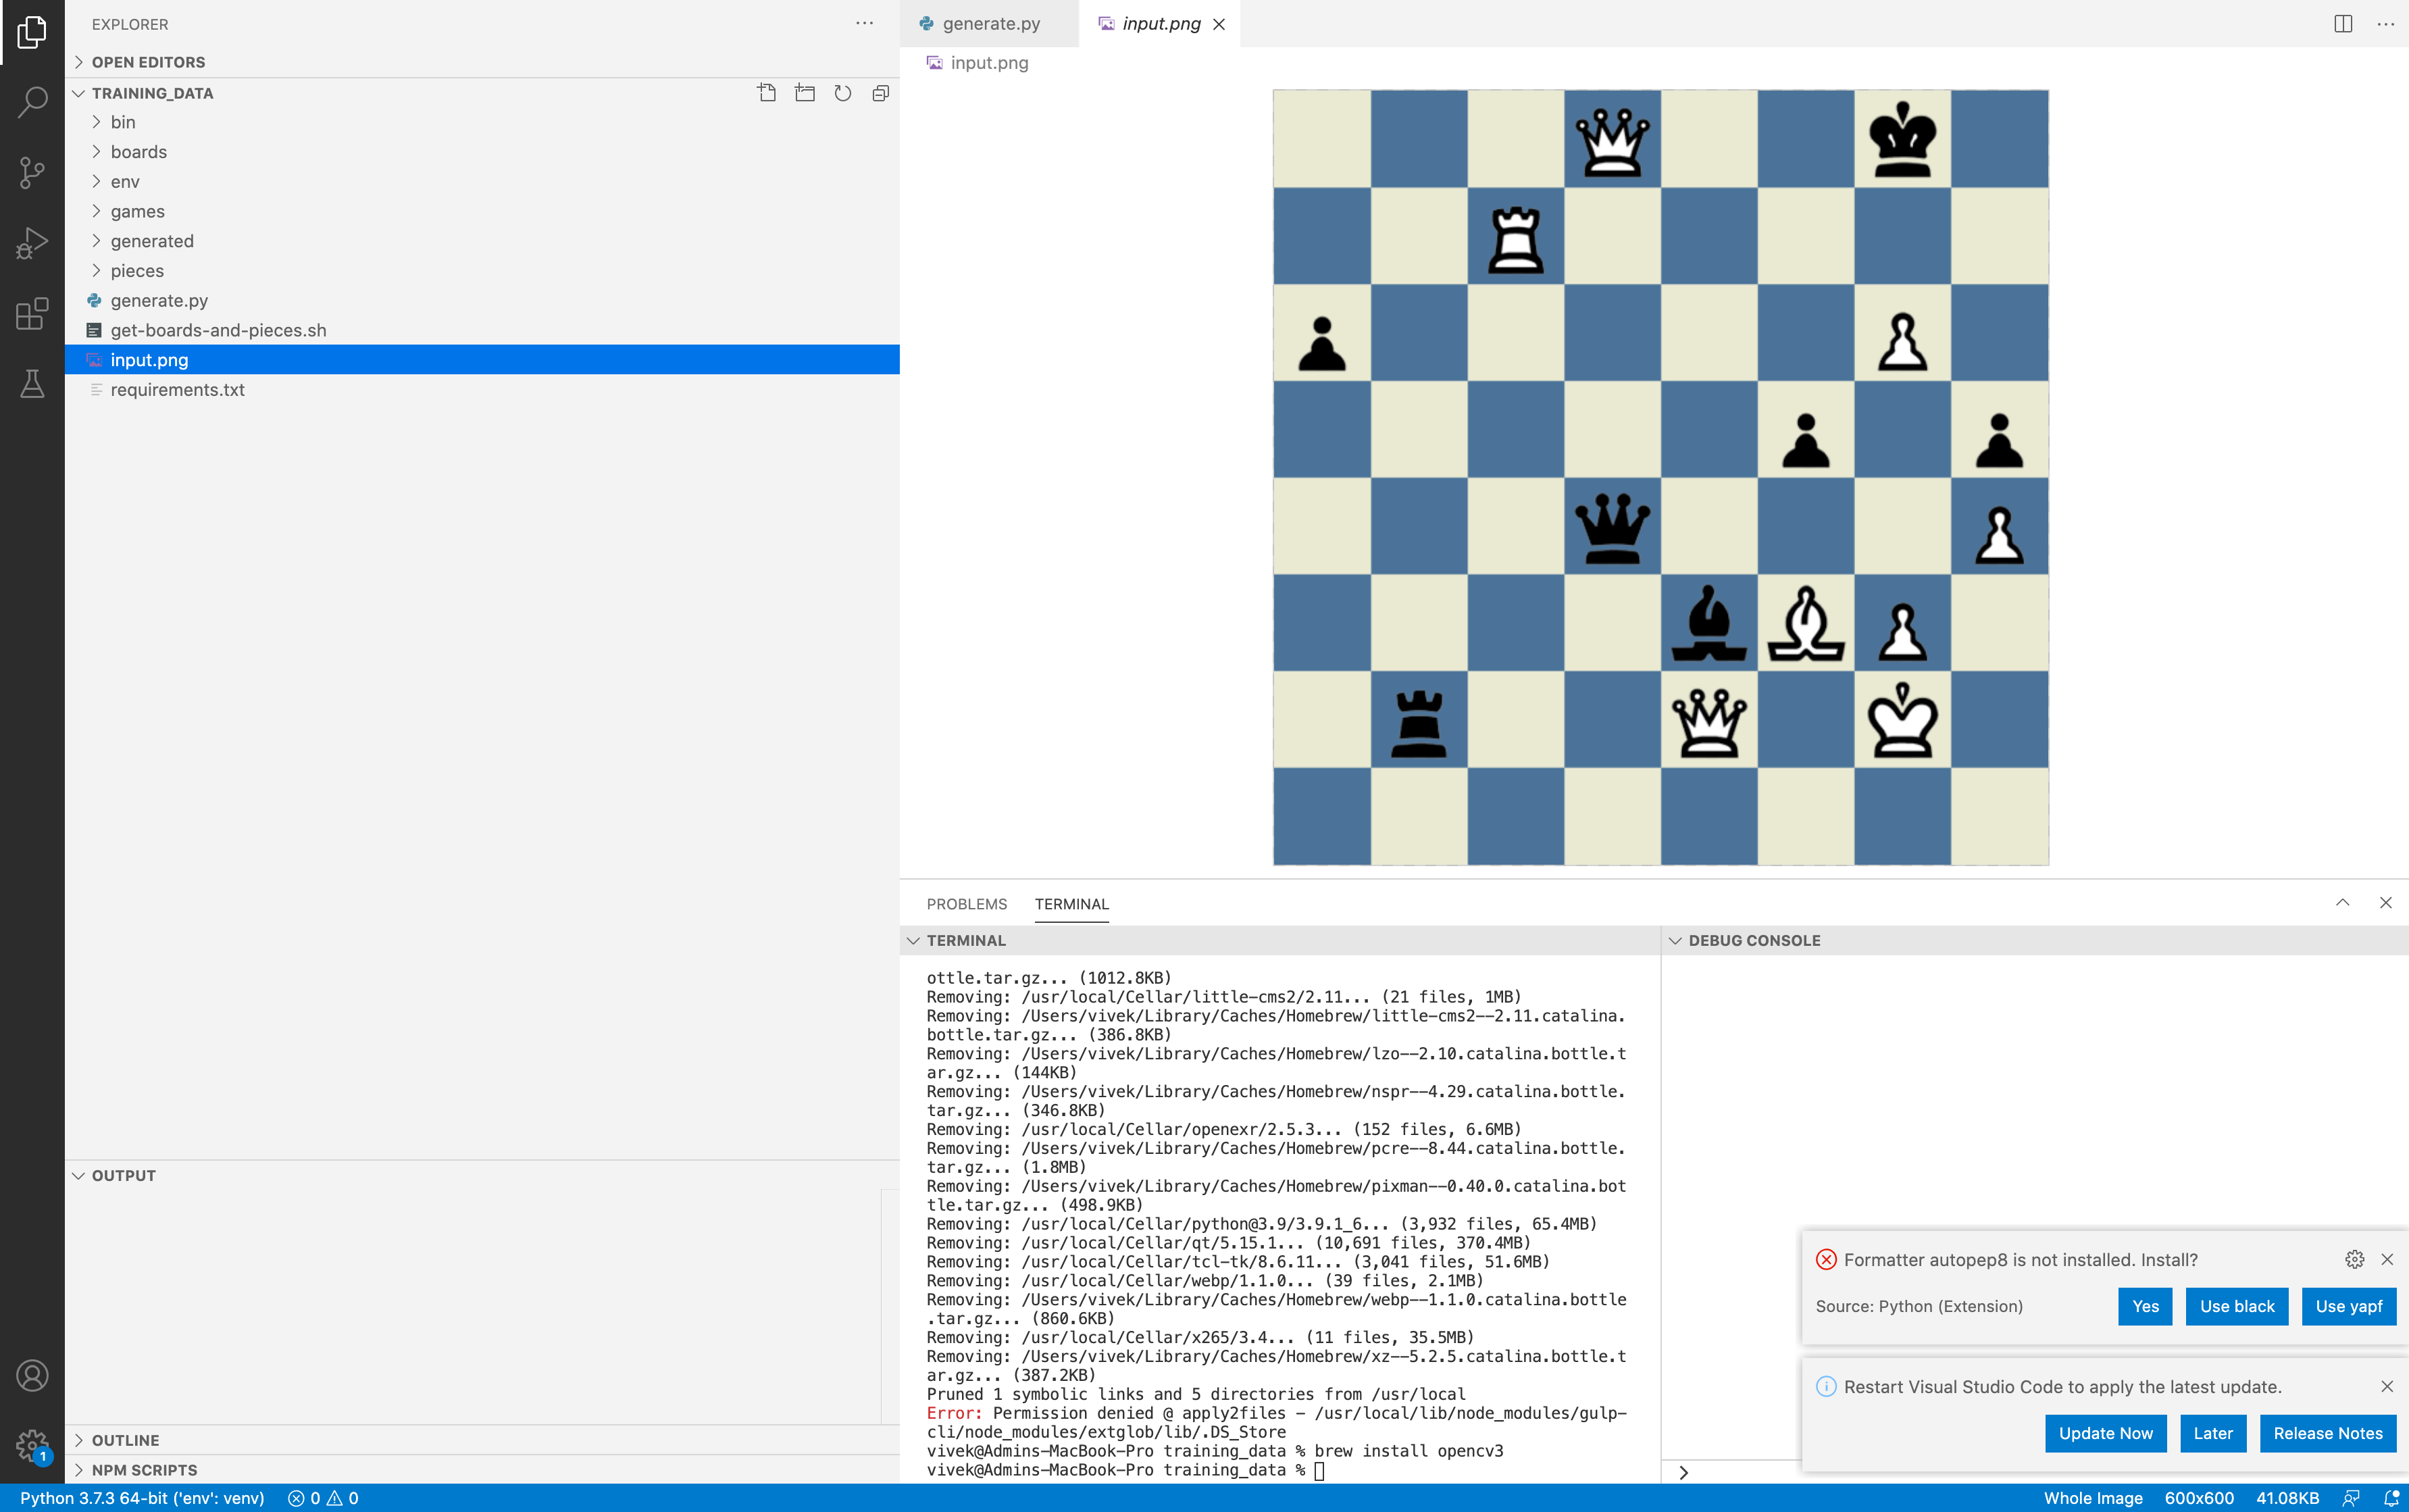 EXPLORER
OPEN EDITORS
TRAINING_DATA
bin
boards
env
games
generated
pieces
generate.py
get-boards-and-pieces.sh
input.png
requirements.txt
OUTPUT
OUTLINE
NPM SCRIPTS
1
generate.py
input.png
input.png
PROBLEMS
TERMINAL
TERMINAL
ottle.tar.gz... (1012.8KB)
Removing: /usr/local/Cellar/little-cms2/2.11... (21 files, 1MB)
Removing: /Users/vivek/Library/Caches/Homebrew/little-cms2--2.11.catalina.
bottle.tar.gz... (386.8KB)
Removing: /Users/vivek/Library/Caches/Homebrew/lzo--2.10.catalina.bottle.t
ar.gz... (144KB)
Removing: /Users/vivek/Library/Caches/Homebrew/nspr--4.29.catalina.bottle.
tar.gz... (346.8KB)
Removing: /usr/local/Cellar/openexr/2.5.3... (152 files, 6.6MB)
Removing: /Users/vivek/Library/Caches/Homebrew/pcre--8.44.catalina.bottle.
tar.gz... (1.8MB)
Removing: /Users/vivek/Library/Caches/Homebrew/pixman--0.40.0.catalina.bot
tle.tar.gz... (498.9KB)
Removing: /usr/local/Cellar/python@3.9/3.9.1_6... (3,932 files, 65.4MB)
Removing: /usr/local/Cellar/qt/5.15.1... (10,691 files, 370.4MB)
Removing: /usr/local/Cellar/tcl-tk/8.6.11... (3,041 files, 51.6MB)
Removing: /usr/local/Cellar/webp/1.1.0... (39 files, 2.1MB)
Removing: /Users/vivek/Library/Caches/Homebrew/webp--1.1.0.catalina.bottle
.tar.gz... (860.6KB)
Removing: /usr/local/Cellar/x265/3.4... (11 files, 35.5MB)
Removing: /Users/vivek/Library/Caches/Homebrew/xz--5.2.5.catalina.bottle.t
ar.gz... (387.2KB)
Pruned 1 symbolic links and 5 directories from /usr/local
Error: Permission denied @ apply2files - /usr/local/lib/node_modules/gulp-
cli/node_modules/extglob/lib/.DS_Store
vivek@Admins-MacBook-Pro training_data % brew install opencv3
vivek@Admins-MacBook-Pro training_data %
DEBUG CONSOLE
Formatter autopep8 is not installed. Install?
Source: Python (Extension)
Yes
Use black
Use yapf
Restart Visual Studio Code to apply the latest update.
Update Now
Later
Release Notes
Python 3.7.3 64-bit ('env': venv)
0
0
Whole Image
600x600
41.08KB